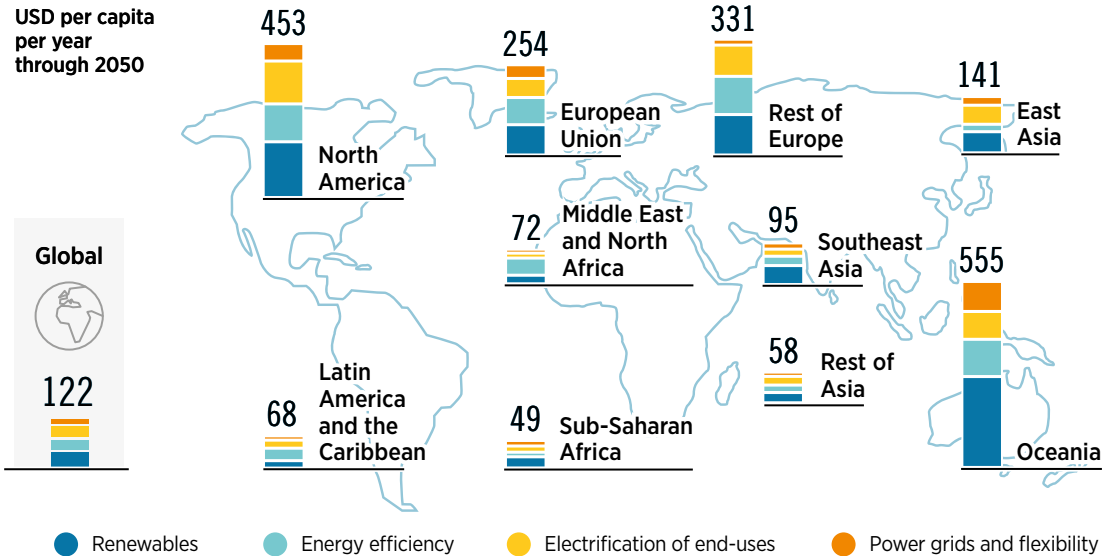 USD per capita
per year
through 2050
453
North
America
254
European
Union
331
Rest of
Europe
141
East
Asia
72
Middle East
and North
Africa
95
Southeast
Asia
555
Oceania
Global
122
68
Latin
America
and the
Caribbean
49
Sub-Saharan
Africa
58
Rest of
Asia
Renewables
Energy efficiency
Electrification of end-uses
Power grids and flexibility